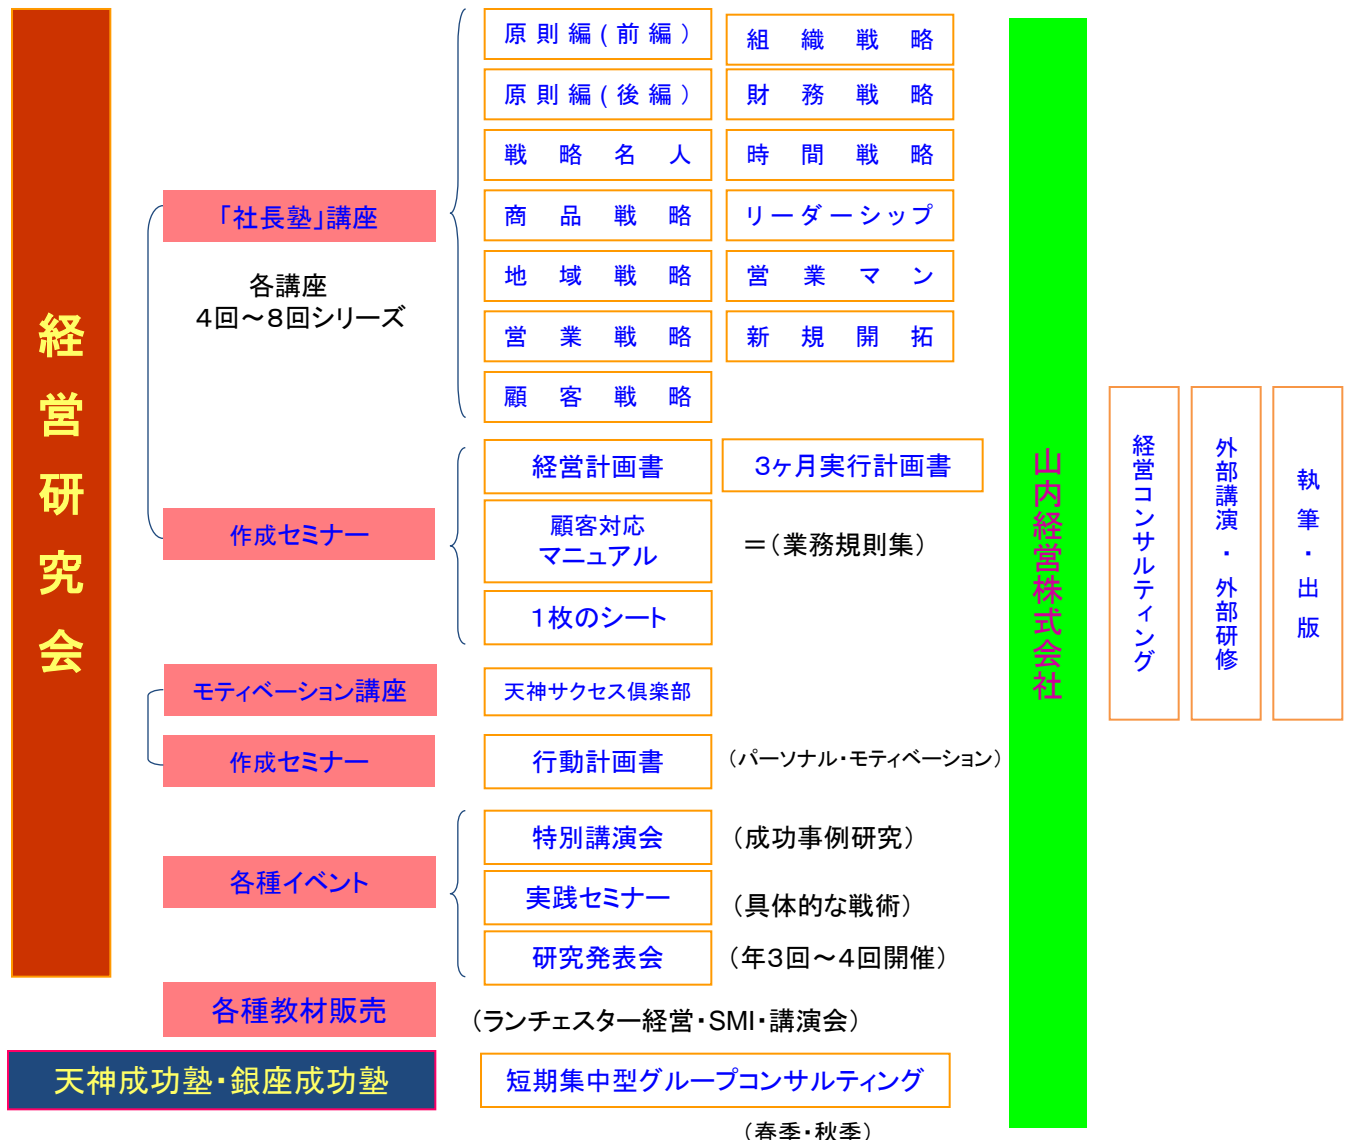 経営研究会
「社長塾」講座
各講座
4回～8回シリーズ
原則編(前編)
組織戦略
原則編(後編)
財務戦略
戦略名人
時間戦略
商品戦略
リーダーシップ
地域戦略
営業マン
営業戦略
新規開拓
顧客戦略
作成セミナー
経営計画書
3ヶ月実行計画書
顧客対応
マニュアル
＝(業務規則集)
1枚のシート
モティベーション講座
天神サクセス倶楽部
作成セミナー
行動計画書
(パーソナル・モティベーション)
各種イベント
特別講演会
(成功事例研究)
実践セミナー
(具体的な戦術)
研究発表会
(年3回～4回開催)
各種教材販売
(ランチェスター経営・SMI・講演会)
天神成功塾・銀座成功塾
短期集中型グループコンサルティング
(春季・秋季)
山内経営株式会社
経営コンサルティング
外部講演・外部研修
執筆・出版